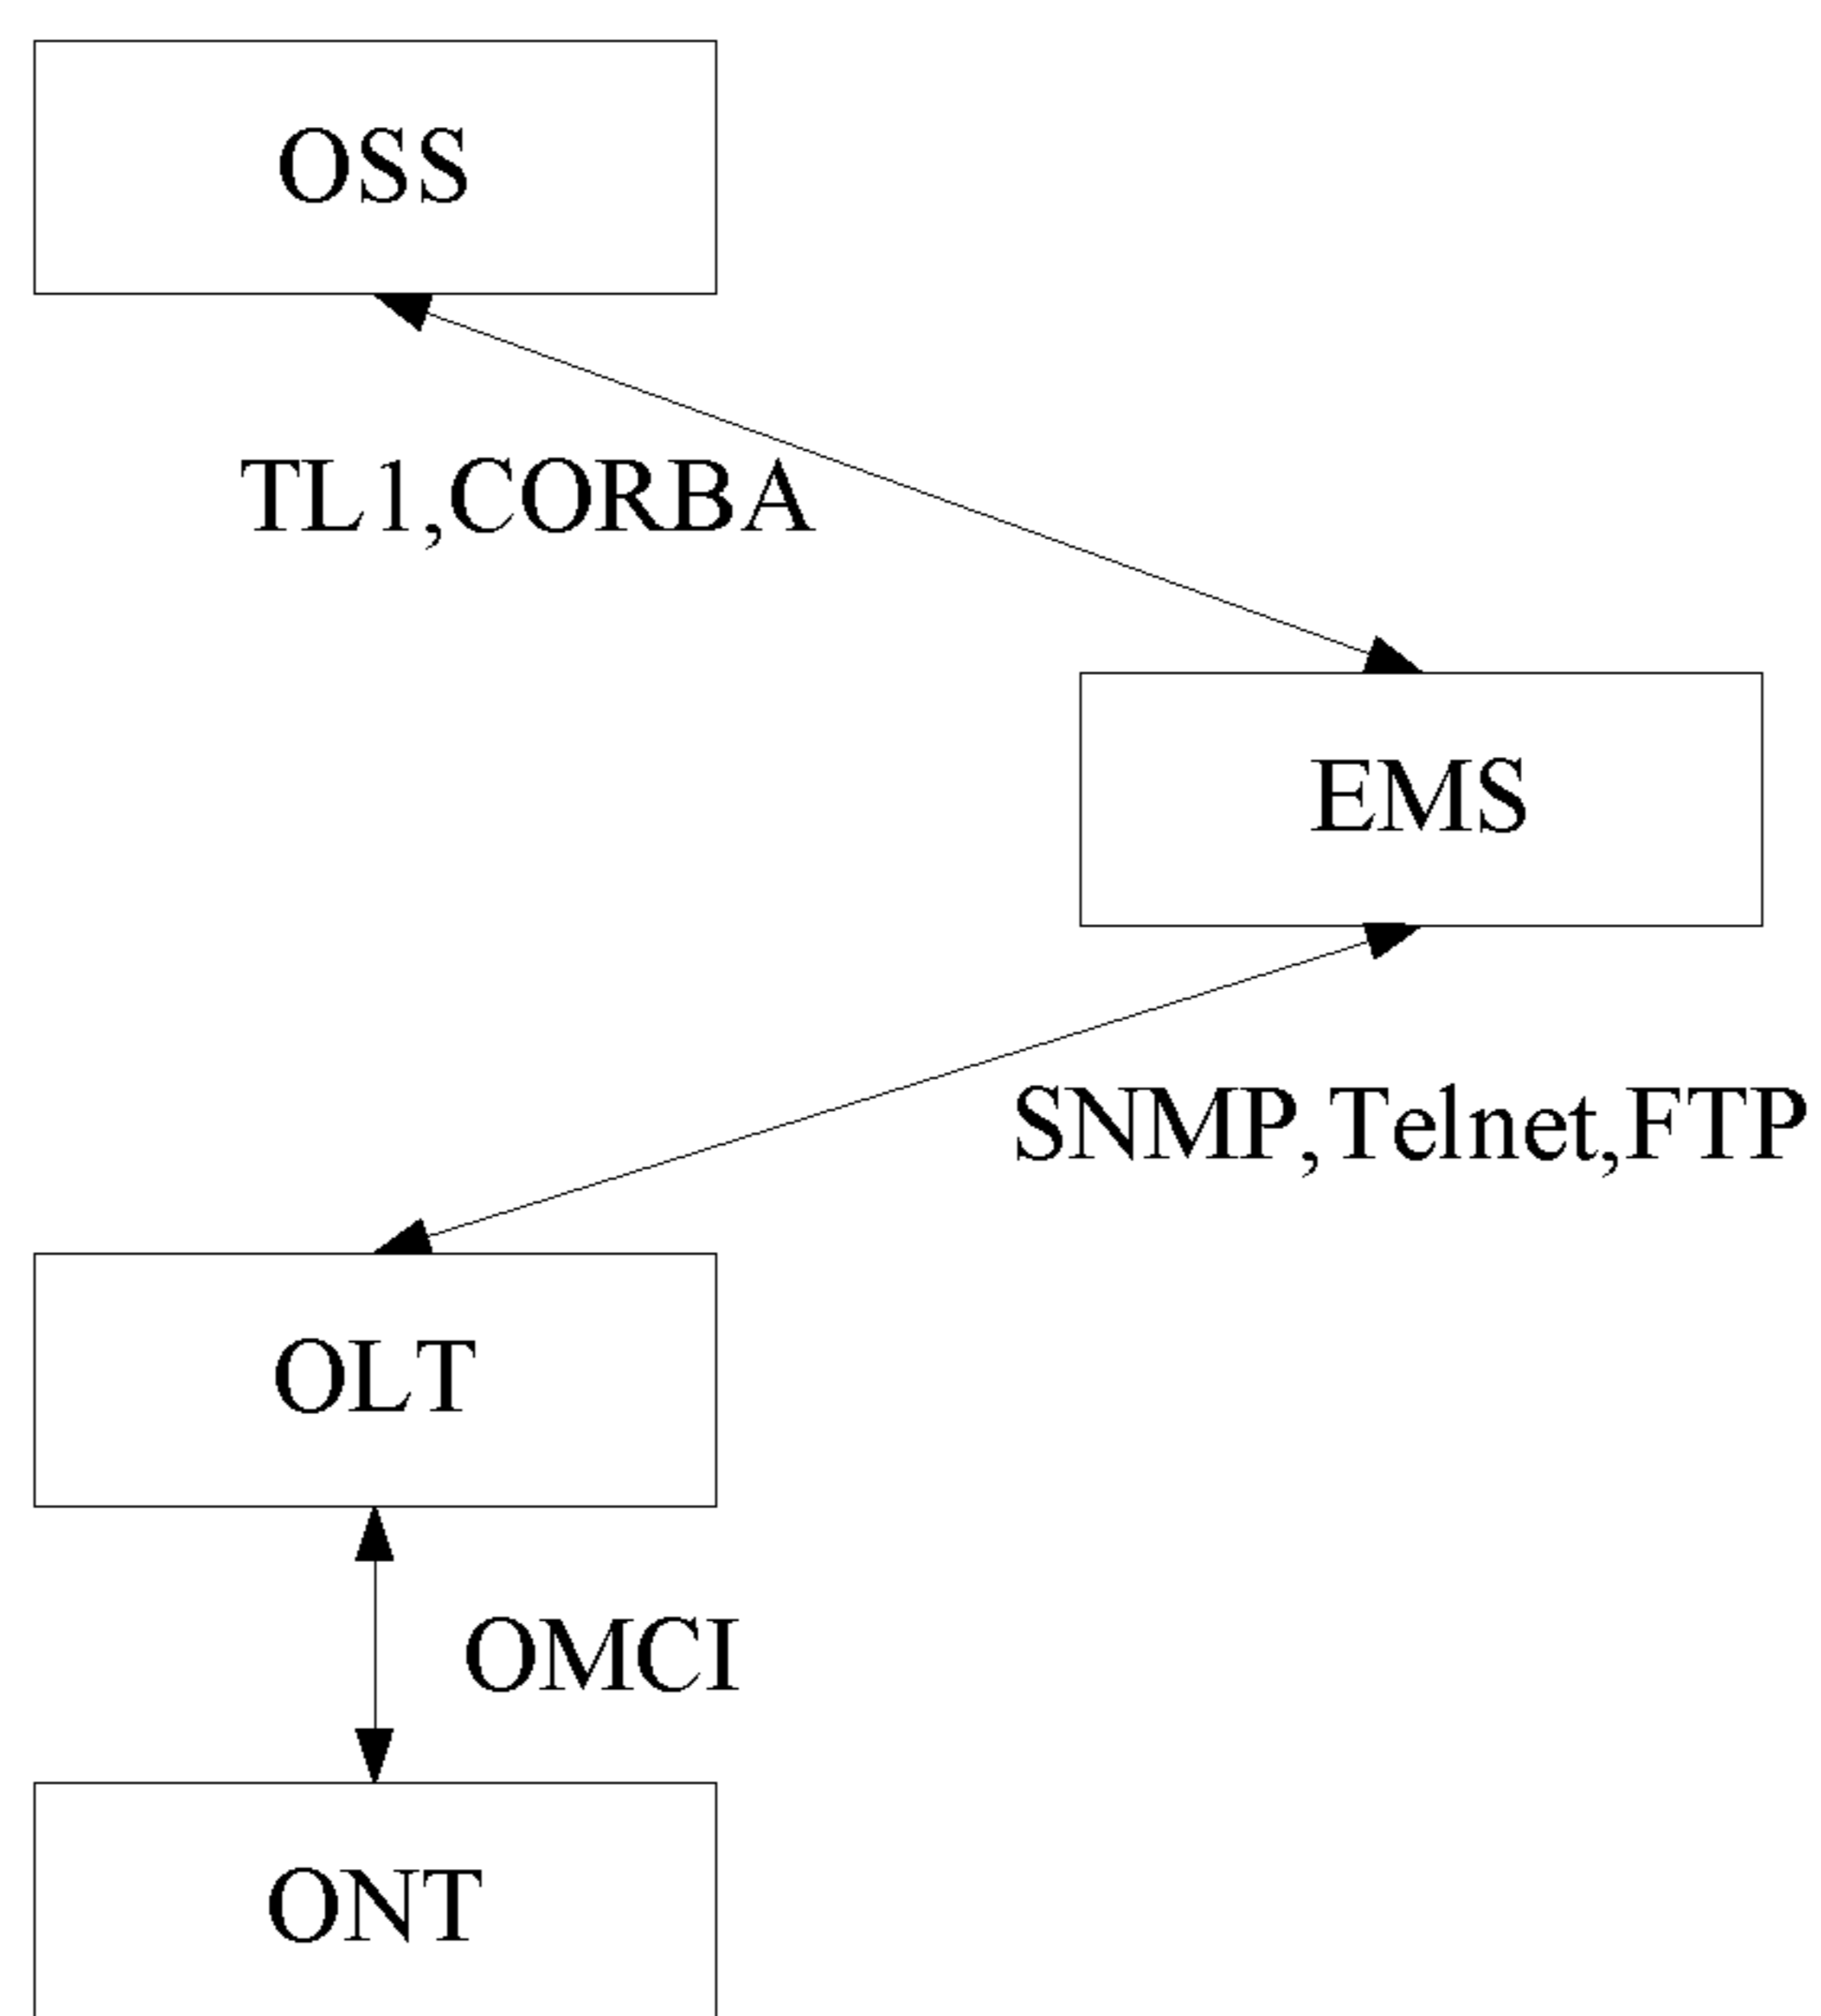 OSS
TL1,CORBA
EMS
SNMP,Telnet,FTP
OLT
OMCI
ONT